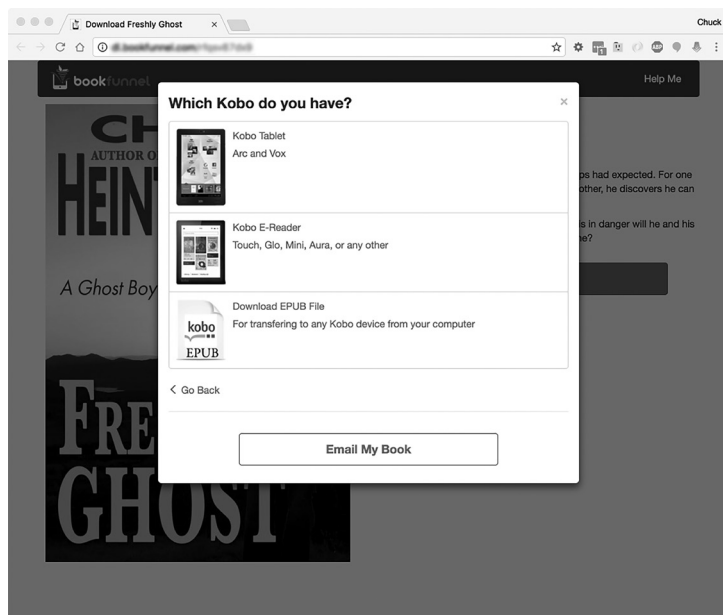 Download Freshly Ghost
Chuck
bookfunnel
Help Me
Which Kobo do you have?
Kobo Tablet
Arc and Vox
Kobo E-Reader
Touch, Glo, Mini, Aura, or any other
Download EPUB File
For transfering to any Kobo device from your computer
kobo
EPUB
Go Back
Email My Book
CH
AUTHOR O
HEIN
A Ghost Boy
FRE
GHOST
had expected. For one
other, he discovers he can
is in danger will he and his
ABP